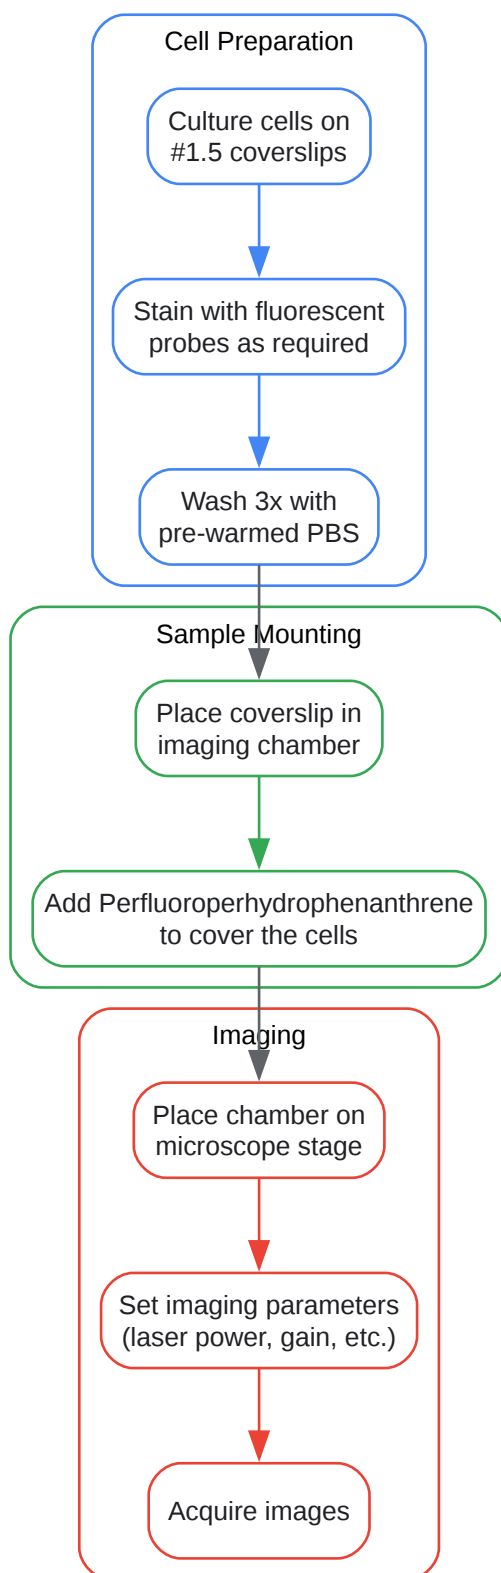 Cell Preparation
Culture cells on
#1.5 coverslips
Stain with fluorescent
probes as required
Wash 3x with
pre-warmed PBS
Sample Mounting
Place coverslip in
imaging chamber
Add Perfluoroperhydrophenanthrene
to cover the cells
Imaging
Place chamber on
microscope stage
Set imaging parameters
(laser power, gain, etc.)
Acquire images